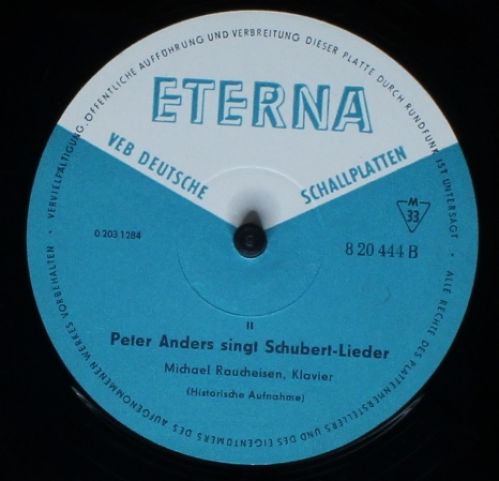 ALLE RECHTE DES PLATTENHERSTELLERS UND DES EIGENTÜMERS DES AUFGENOMMENEN WERKES VORBEHALTEN · VERVIELFÄLTIGUNG, ÖFFENTLICHE AUFFÜHRUNG UND VERBREITUNG DIESER PLATTE DURCH RUNDFUNK IST UNTERSAGT ·
ETERNA
VEB DEUTSCHE SCHALLPLATTEN
M
33
0 203 1284
8 20 444 B
II
Peter Anders singt Schubert-Lieder
Michael Raucheisen, Klavier
(Historische Aufnahme)